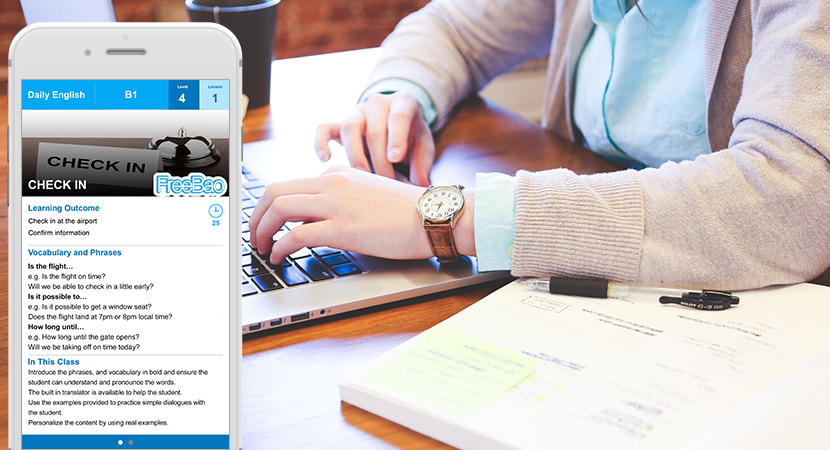 Daily English
B1
Level
4
Lesson
1
CHECK IN
CHECK IN
FreeBao
Learning Outcome
25
Check in at the airport
Confirm information
Vocabulary and Phrases
Is the flight...
e.g. Is the flight on time?
Will we be able to check in a little early?
Is it possible to...
e.g. Is it possible to get a window seat?
Does the flight land at 7pm or 8pm local time?
How long until...
e.g. How long until the gate opens?
Will we be taking off on time today?
In This Class
Introduce the phrases, and vocabulary in bold and ensure the
student can understand and pronounce the words.
The built in translator is available to help the student.
Use the examples provided to practice simple dialogues with
the student.
Personalize the content by using real examples.
PILOT G-2 05